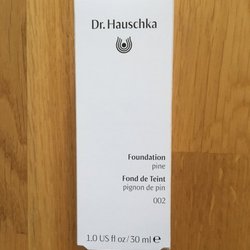 Dr. Hauschka
Foundation
pine
Fond de Teint
pignon de pin
002
1.0 US fl oz/30 ml e